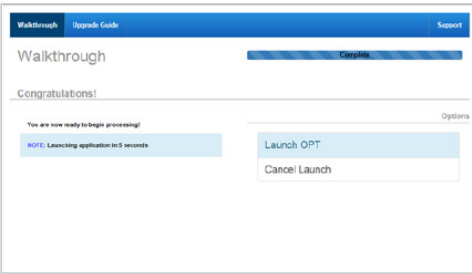 Walkthrough Upgrade Guide Support
Walkthrough
Complete
Congratulations!
Options
You are now ready to begin processing!
NOTE: Launching application in 5 seconds
Launch OPT
Cancel Launch